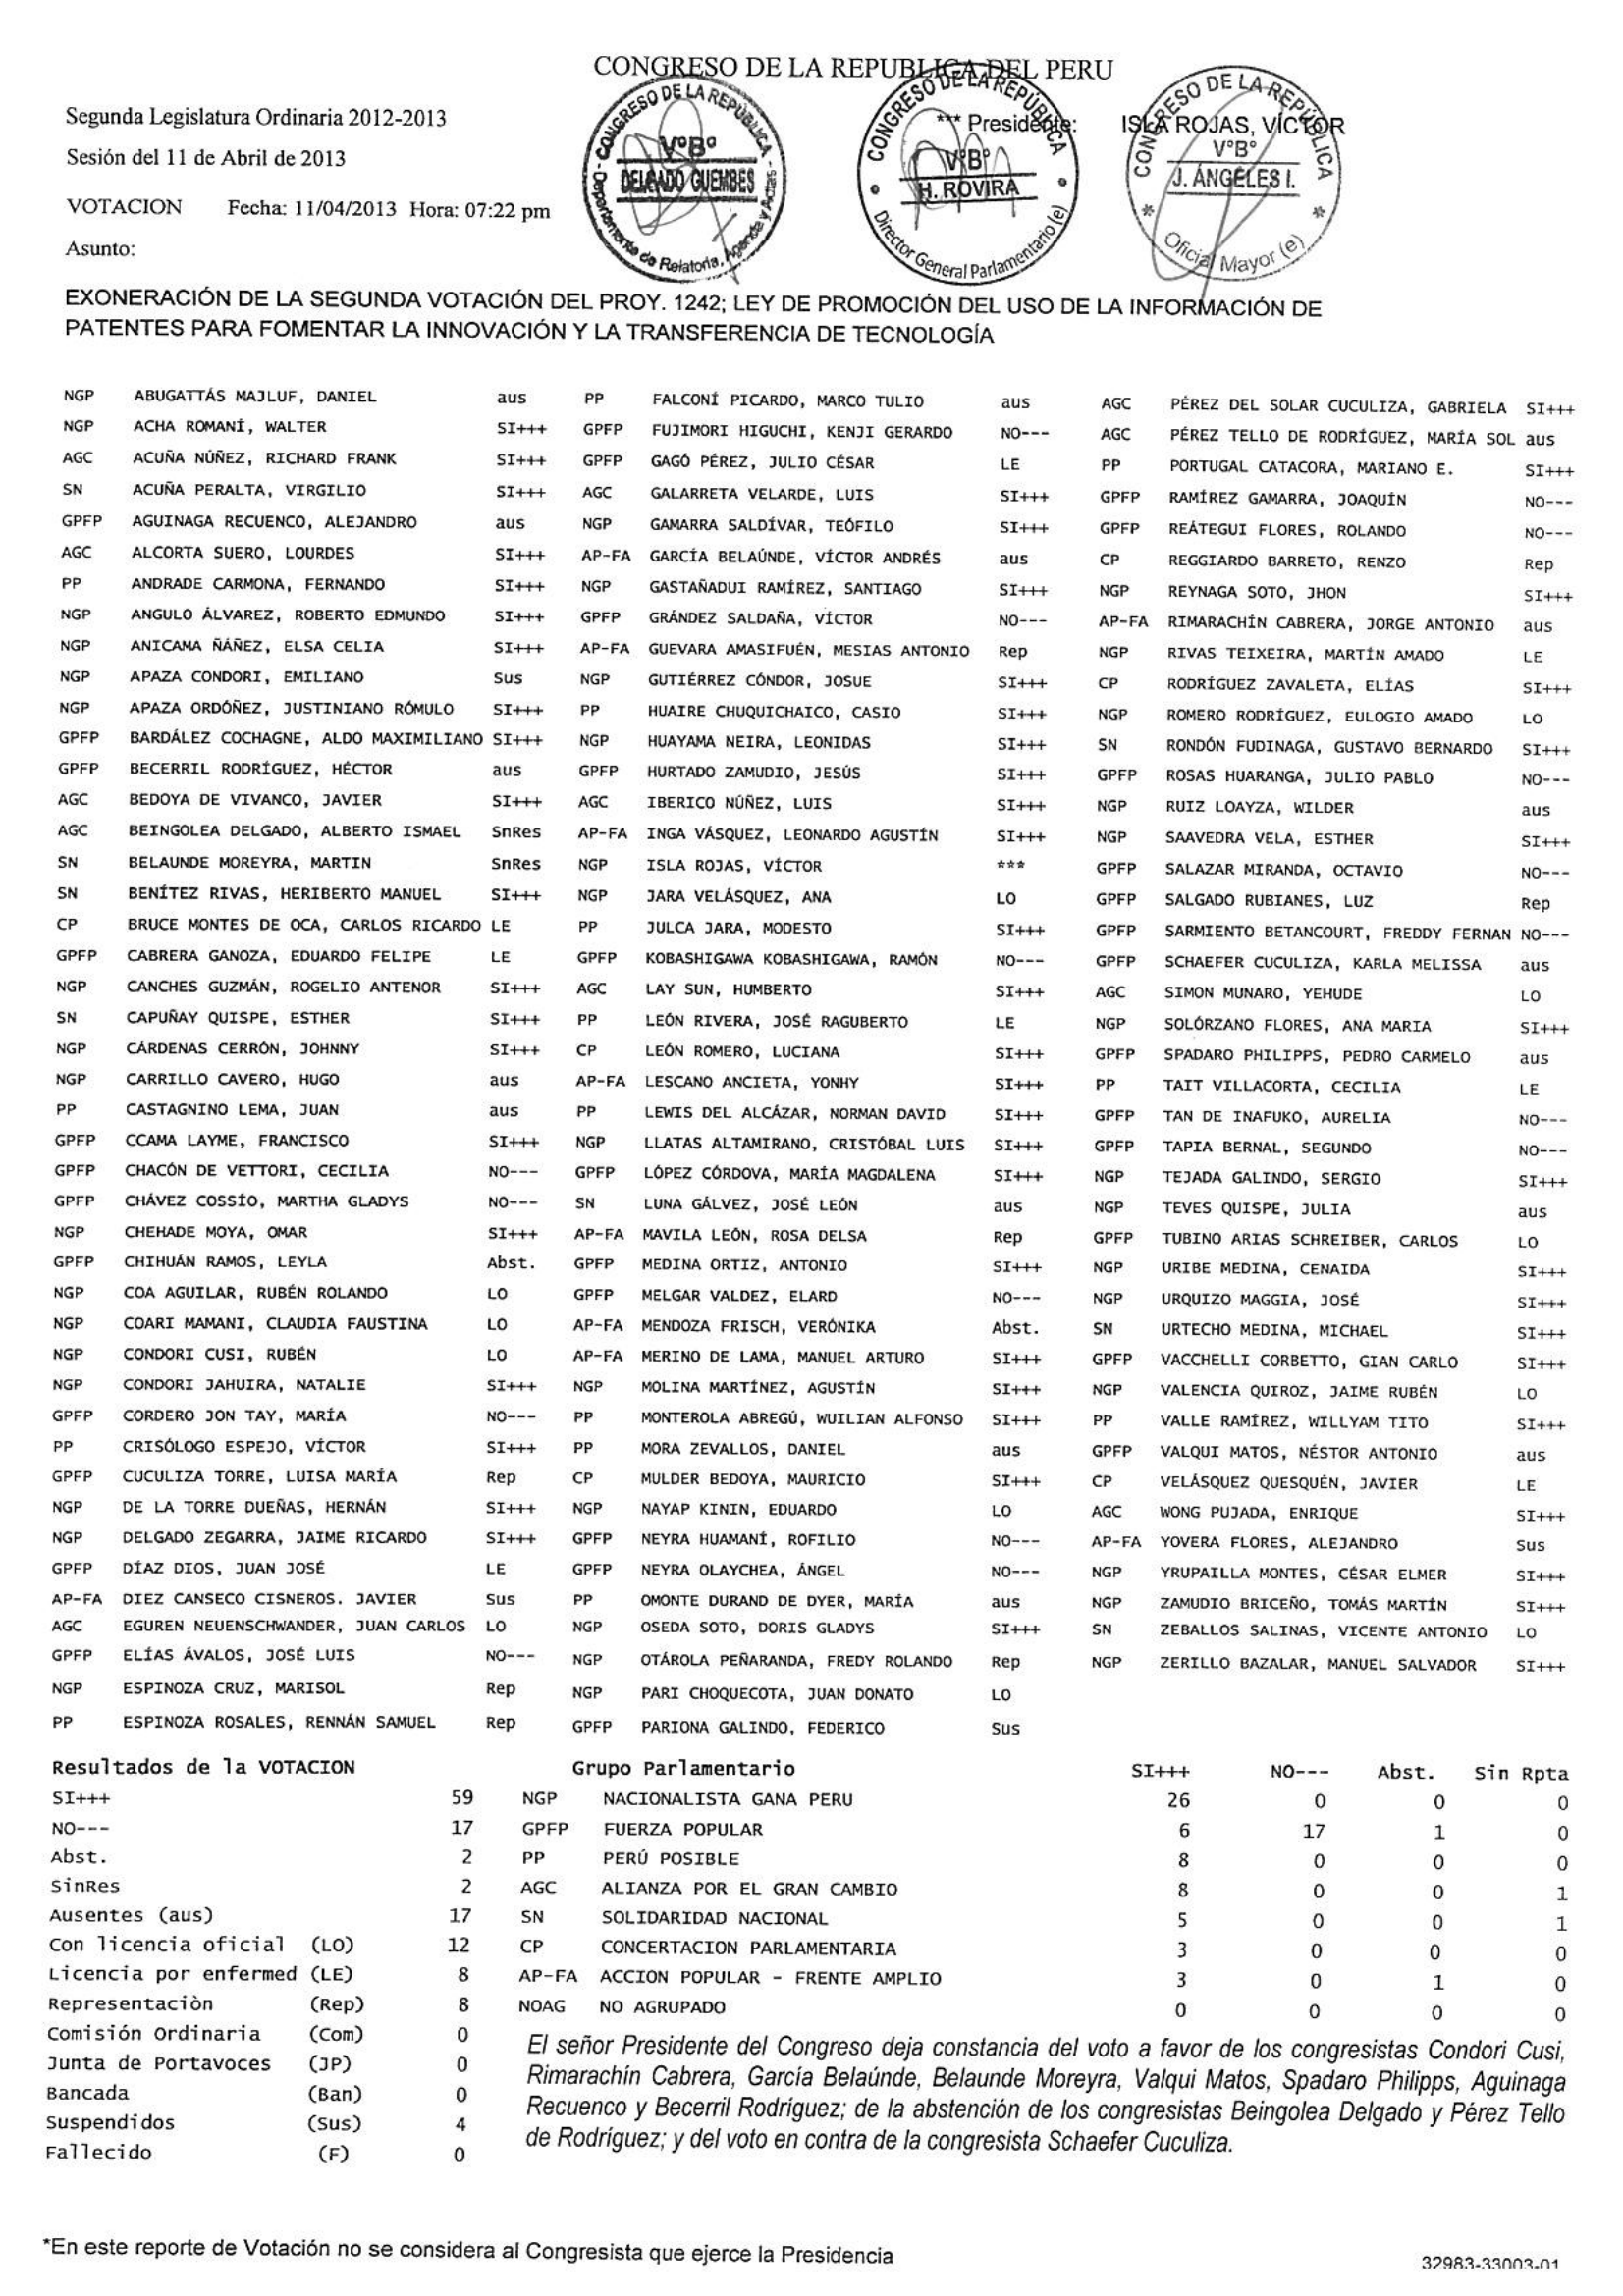 CONGRESO DE LA REPUBLICA DEL PERU
Segunda Legislatura Ordinaria 2012-2013
*** Presidente: ISLA ROJAS, VÍCTOR
Sesión del 11 de Abril de 2013
VOTACION Fecha: 11/04/2013 Hora: 07:22 pm
Asunto:
CONGRESO DE LA REPÚBLICA - Departamento de Relatoría, Agenda y Actas -
V°B°
DELGADO GUEMBES
CONGRESO DE LA REPÚBLICA
V°B°
H. ROVIRA
Director General Parlamentario (e)
CONGRESO DE LA REPÚBLICA
V°B°
J. ÁNGELES I.
* Oficial Mayor (e) *
EXONERACIÓN DE LA SEGUNDA VOTACIÓN DEL PROY. 1242; LEY DE PROMOCIÓN DEL USO DE LA INFORMACIÓN DE
PATENTES PARA FOMENTAR LA INNOVACIÓN Y LA TRANSFERENCIA DE TECNOLOGÍA
NGP ABUGATTÁS MAJLUF, DANIEL aus PP FALCONÍ PICARDO, MARCO TULIO aus AGC PÉREZ DEL SOLAR CUCULIZA, GABRIELA SI+++
NGP ACHA ROMANÍ, WALTER SI+++ GPFP FUJIMORI HIGUCHI, KENJI GERARDO NO--- AGC PÉREZ TELLO DE RODRÍGUEZ, MARÍA SOL aus
AGC ACUÑA NÚÑEZ, RICHARD FRANK SI+++ GPFP GAGÓ PÉREZ, JULIO CÉSAR LE PP PORTUGAL CATACORA, MARIANO E. SI+++
SN ACUÑA PERALTA, VIRGILIO SI+++ AGC GALARRETA VELARDE, LUIS SI+++ GPFP RAMÍREZ GAMARRA, JOAQUÍN NO---
GPFP AGUINAGA RECUENCO, ALEJANDRO aus NGP GAMARRA SALDÍVAR, TEÓFILO SI+++ GPFP REÁTEGUI FLORES, ROLANDO NO---
AGC ALCORTA SUERO, LOURDES SI+++ AP-FA GARCÍA BELAÚNDE, VÍCTOR ANDRÉS aus CP REGGIARDO BARRETO, RENZO Rep
PP ANDRADE CARMONA, FERNANDO SI+++ NGP GASTAÑADUI RAMÍREZ, SANTIAGO SI+++ NGP REYNAGA SOTO, JHON SI+++
NGP ANGULO ÁLVAREZ, ROBERTO EDMUNDO SI+++ GPFP GRÁNDEZ SALDAÑA, VÍCTOR NO--- AP-FA RIMARACHÍN CABRERA, JORGE ANTONIO aus
NGP ANICAMA ÑÁÑEZ, ELSA CELIA SI+++ AP-FA GUEVARA AMASIFUÉN, MESIAS ANTONIO Rep NGP RIVAS TEIXEIRA, MARTÍN AMADO LE
NGP APAZA CONDORI, EMILIANO Sus NGP GUTIÉRREZ CÓNDOR, JOSUE SI+++ CP RODRÍGUEZ ZAVALETA, ELÍAS SI+++
NGP APAZA ORDÓÑEZ, JUSTINIANO RÓMULO SI+++ PP HUAIRE CHUQUICHAICO, CASIO SI+++ NGP ROMERO RODRÍGUEZ, EULOGIO AMADO LO
GPFP BARDÁLEZ COCHAGNE, ALDO MAXIMILIANO SI+++ NGP HUAYAMA NEIRA, LEONIDAS SI+++ SN RONDÓN FUDINAGA, GUSTAVO BERNARDO SI+++
GPFP BECERRIL RODRÍGUEZ, HÉCTOR aus GPFP HURTADO ZAMUDIO, JESÚS SI+++ GPFP ROSAS HUARANGA, JULIO PABLO NO---
AGC BEDOYA DE VIVANCO, JAVIER SI+++ AGC IBERICO NÚÑEZ, LUIS SI+++ NGP RUIZ LOAYZA, WILDER aus
AGC BEINGOLEA DELGADO, ALBERTO ISMAEL SnRes AP-FA INGA VÁSQUEZ, LEONARDO AGUSTÍN SI+++ NGP SAAVEDRA VELA, ESTHER SI+++
SN BELAUNDE MOREYRA, MARTIN SnRes NGP ISLA ROJAS, VÍCTOR *** GPFP SALAZAR MIRANDA, OCTAVIO NO---
SN BENÍTEZ RIVAS, HERIBERTO MANUEL SI+++ NGP JARA VELÁSQUEZ, ANA LO GPFP SALGADO RUBIANES, LUZ Rep
CP BRUCE MONTES DE OCA, CARLOS RICARDO LE PP JULCA JARA, MODESTO SI+++ GPFP SARMIENTO BETANCOURT, FREDDY FERNAN NO---
GPFP CABRERA GANOZA, EDUARDO FELIPE LE GPFP KOBASHIGAWA KOBASHIGAWA, RAMÓN NO--- GPFP SCHAEFER CUCULIZA, KARLA MELISSA aus
NGP CANCHES GUZMÁN, ROGELIO ANTENOR SI+++ AGC LAY SUN, HUMBERTO SI+++ AGC SIMON MUNARO, YEHUDE LO
SN CAPUÑAY QUISPE, ESTHER SI+++ PP LEÓN RIVERA, JOSÉ RAGUBERTO LE NGP SOLÓRZANO FLORES, ANA MARIA SI+++
NGP CÁRDENAS CERRÓN, JOHNNY SI+++ CP LEÓN ROMERO, LUCIANA SI+++ GPFP SPADARO PHILIPPS, PEDRO CARMELO aus
NGP CARRILLO CAVERO, HUGO aus AP-FA LESCANO ANCIETA, YONHY SI+++ PP TAIT VILLACORTA, CECILIA LE
PP CASTAGNINO LEMA, JUAN aus PP LEWIS DEL ALCÁZAR, NORMAN DAVID SI+++ GPFP TAN DE INAFUKO, AURELIA NO---
GPFP CCAMA LAYME, FRANCISCO SI+++ NGP LLATAS ALTAMIRANO, CRISTÓBAL LUIS SI+++ GPFP TAPIA BERNAL, SEGUNDO NO---
GPFP CHACÓN DE VETTORI, CECILIA NO--- GPFP LÓPEZ CÓRDOVA, MARÍA MAGDALENA SI+++ NGP TEJADA GALINDO, SERGIO SI+++
GPFP CHÁVEZ COSSÍO, MARTHA GLADYS NO--- SN LUNA GÁLVEZ, JOSÉ LEÓN aus NGP TEVES QUISPE, JULIA aus
NGP CHEHADE MOYA, OMAR SI+++ AP-FA MAVILA LEÓN, ROSA DELSA Rep GPFP TUBINO ARIAS SCHREIBER, CARLOS LO
GPFP CHIHUÁN RAMOS, LEYLA Abst. GPFP MEDINA ORTIZ, ANTONIO SI+++ NGP URIBE MEDINA, CENAIDA SI+++
NGP COA AGUILAR, RUBÉN ROLANDO LO GPFP MELGAR VALDEZ, ELARD NO--- NGP URQUIZO MAGGIA, JOSÉ SI+++
NGP COARI MAMANI, CLAUDIA FAUSTINA LO AP-FA MENDOZA FRISCH, VERÓNIKA Abst. SN URTECHO MEDINA, MICHAEL SI+++
NGP CONDORI CUSI, RUBÉN LO AP-FA MERINO DE LAMA, MANUEL ARTURO SI+++ GPFP VACCHELLI CORBETTO, GIAN CARLO SI+++
NGP CONDORI JAHUIRA, NATALIE SI+++ NGP MOLINA MARTÍNEZ, AGUSTÍN SI+++ NGP VALENCIA QUIROZ, JAIME RUBÉN LO
GPFP CORDERO JON TAY, MARÍA NO--- PP MONTEROLA ABREGÚ, WUILIAN ALFONSO SI+++ PP VALLE RAMÍREZ, WILLYAM TITO SI+++
PP CRISÓLOGO ESPEJO, VÍCTOR SI+++ PP MORA ZEVALLOS, DANIEL aus GPFP VALQUI MATOS, NÉSTOR ANTONIO aus
GPFP CUCULIZA TORRE, LUISA MARÍA Rep CP MULDER BEDOYA, MAURICIO SI+++ CP VELÁSQUEZ QUESQUÉN, JAVIER LE
NGP DE LA TORRE DUEÑAS, HERNÁN SI+++ NGP NAYAP KININ, EDUARDO LO AGC WONG PUJADA, ENRIQUE SI+++
NGP DELGADO ZEGARRA, JAIME RICARDO SI+++ GPFP NEYRA HUAMANÍ, ROFILIO NO--- AP-FA YOVERA FLORES, ALEJANDRO Sus
GPFP DÍAZ DIOS, JUAN JOSÉ LE GPFP NEYRA OLAYCHEA, ÁNGEL NO--- NGP YRUPAILLA MONTES, CÉSAR ELMER SI+++
AP-FA DIEZ CANSECO CISNEROS. JAVIER Sus PP OMONTE DURAND DE DYER, MARÍA aus NGP ZAMUDIO BRICEÑO, TOMÁS MARTÍN SI+++
AGC EGUREN NEUENSCHWANDER, JUAN CARLOS LO NGP OSEDA SOTO, DORIS GLADYS SI+++ SN ZEBALLOS SALINAS, VICENTE ANTONIO LO
GPFP ELÍAS ÁVALOS, JOSÉ LUIS NO--- NGP OTÁROLA PEÑARANDA, FREDY ROLANDO Rep NGP ZERILLO BAZALAR, MANUEL SALVADOR SI+++
NGP ESPINOZA CRUZ, MARISOL Rep NGP PARI CHOQUECOTA, JUAN DONATO LO
PP ESPINOZA ROSALES, RENNÁN SAMUEL Rep GPFP PARIONA GALINDO, FEDERICO Sus
Resultados de la VOTACION
SI+++ 59
NO--- 17
Abst. 2
SinRes 2
Ausentes (aus) 17
Con licencia oficial (LO) 12
Licencia por enfermed (LE) 8
Representaciòn (Rep) 8
Comisión Ordinaria (Com) 0
Junta de Portavoces (JP) 0
Bancada (Ban) 0
Suspendidos (Sus) 4
Fallecido (F) 0
Grupo Parlamentario SI+++ NO--- Abst. Sin Rpta
NGP NACIONALISTA GANA PERU 26 0 0 0
GPFP FUERZA POPULAR 6 17 1 0
PP PERÚ POSIBLE 8 0 0 0
AGC ALIANZA POR EL GRAN CAMBIO 8 0 0 1
SN SOLIDARIDAD NACIONAL 5 0 0 1
CP CONCERTACION PARLAMENTARIA 3 0 0 0
AP-FA ACCION POPULAR - FRENTE AMPLIO 3 0 1 0
NOAG NO AGRUPADO 0 0 0 0
El señor Presidente del Congreso deja constancia del voto a favor de los congresistas Condori Cusi,
Rimarachín Cabrera, García Belaúnde, Belaunde Moreyra, Valqui Matos, Spadaro Philipps, Aguinaga
Recuenco y Becerril Rodríguez; de la abstención de los congresistas Beingolea Delgado y Pérez Tello
de Rodríguez; y del voto en contra de la congresista Schaefer Cuculiza.
*En este reporte de Votación no se considera al Congresista que ejerce la Presidencia
32983-33003-01